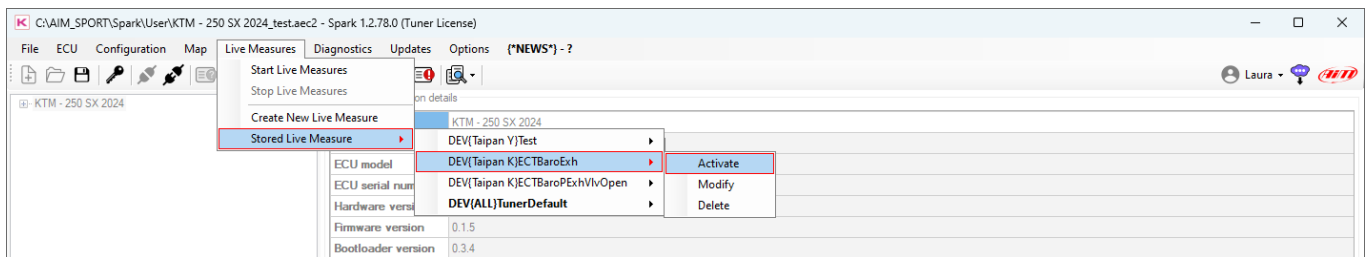 K C:\AIM_SPORT\Spark\User\KTM - 250 SX 2024_test.aec2 - Spark 1.2.78.0 (Tuner License)
File ECU Configuration Map Live Measures Diagnostics Updates Options {*NEWS*} - ?
Laura AiM
Start Live Measures
Stop Live Measures
Create New Live Measure
Stored Live Measure
KTM - 250 SX 2024
on details
KTM - 250 SX 2024
DEV{Taipan Y}Test
DEV{Taipan K}ECTBaroExh
DEV{Taipan K}ECTBaroPExhVlvOpen
DEV{ALL}TunerDefault
Activate
Modify
Delete
ECU model
ECU serial num
Hardware versi
Firmware version 0.1.5
Bootloader version 0.3.4